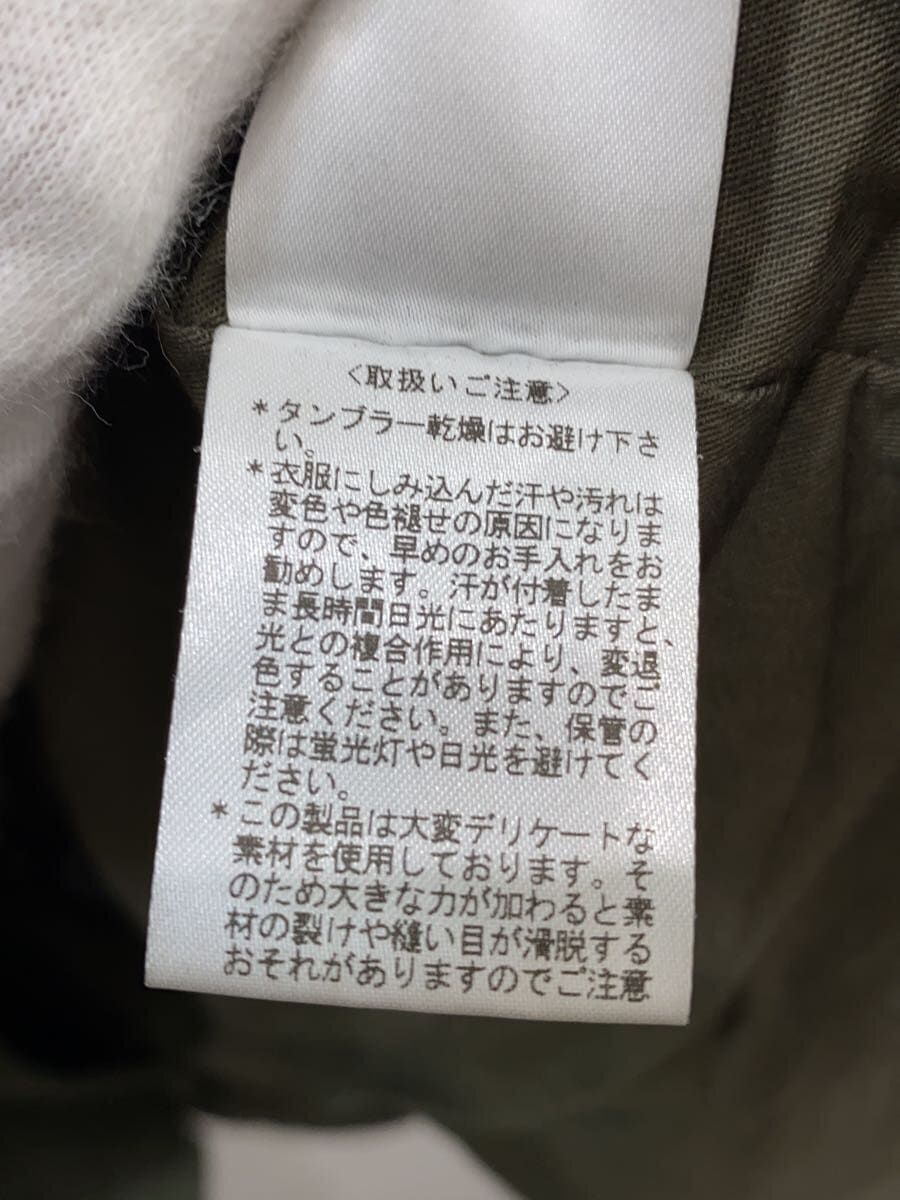 <取扱いご注意>
*タンブラー乾燥はお避け下さ
い。
*衣服にしみ込んだ汗や汚れは
変色や色褪せの原因になりま
すので、早めのお手入れをお
勧めします。汗が付着したま
ま長時間日光にあたりますと、
光との複合作用により、変退
色することがありますのでご
注意ください。また、保管の
際は蛍光灯や日光を避けてく
ださい。
*この製品は大変デリケートな
素材を使用しております。そ
のため大きな力が加わると素
材の裂けや縫い目が滑脱する
おそれがありますのでご注意